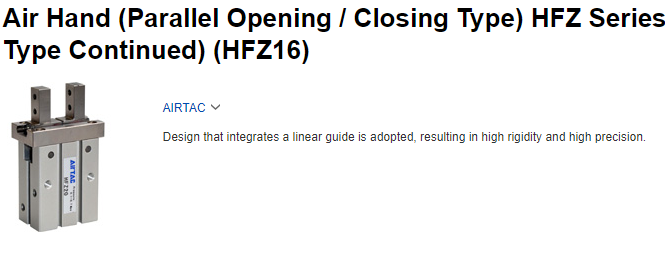 Air Hand (Parallel Opening / Closing Type) HFZ Series
Type Continued) (HFZ16)
AIRTAC
Design that integrates a linear guide is adopted, resulting in high rigidity and high precision.
AIRTAC
HFZ20